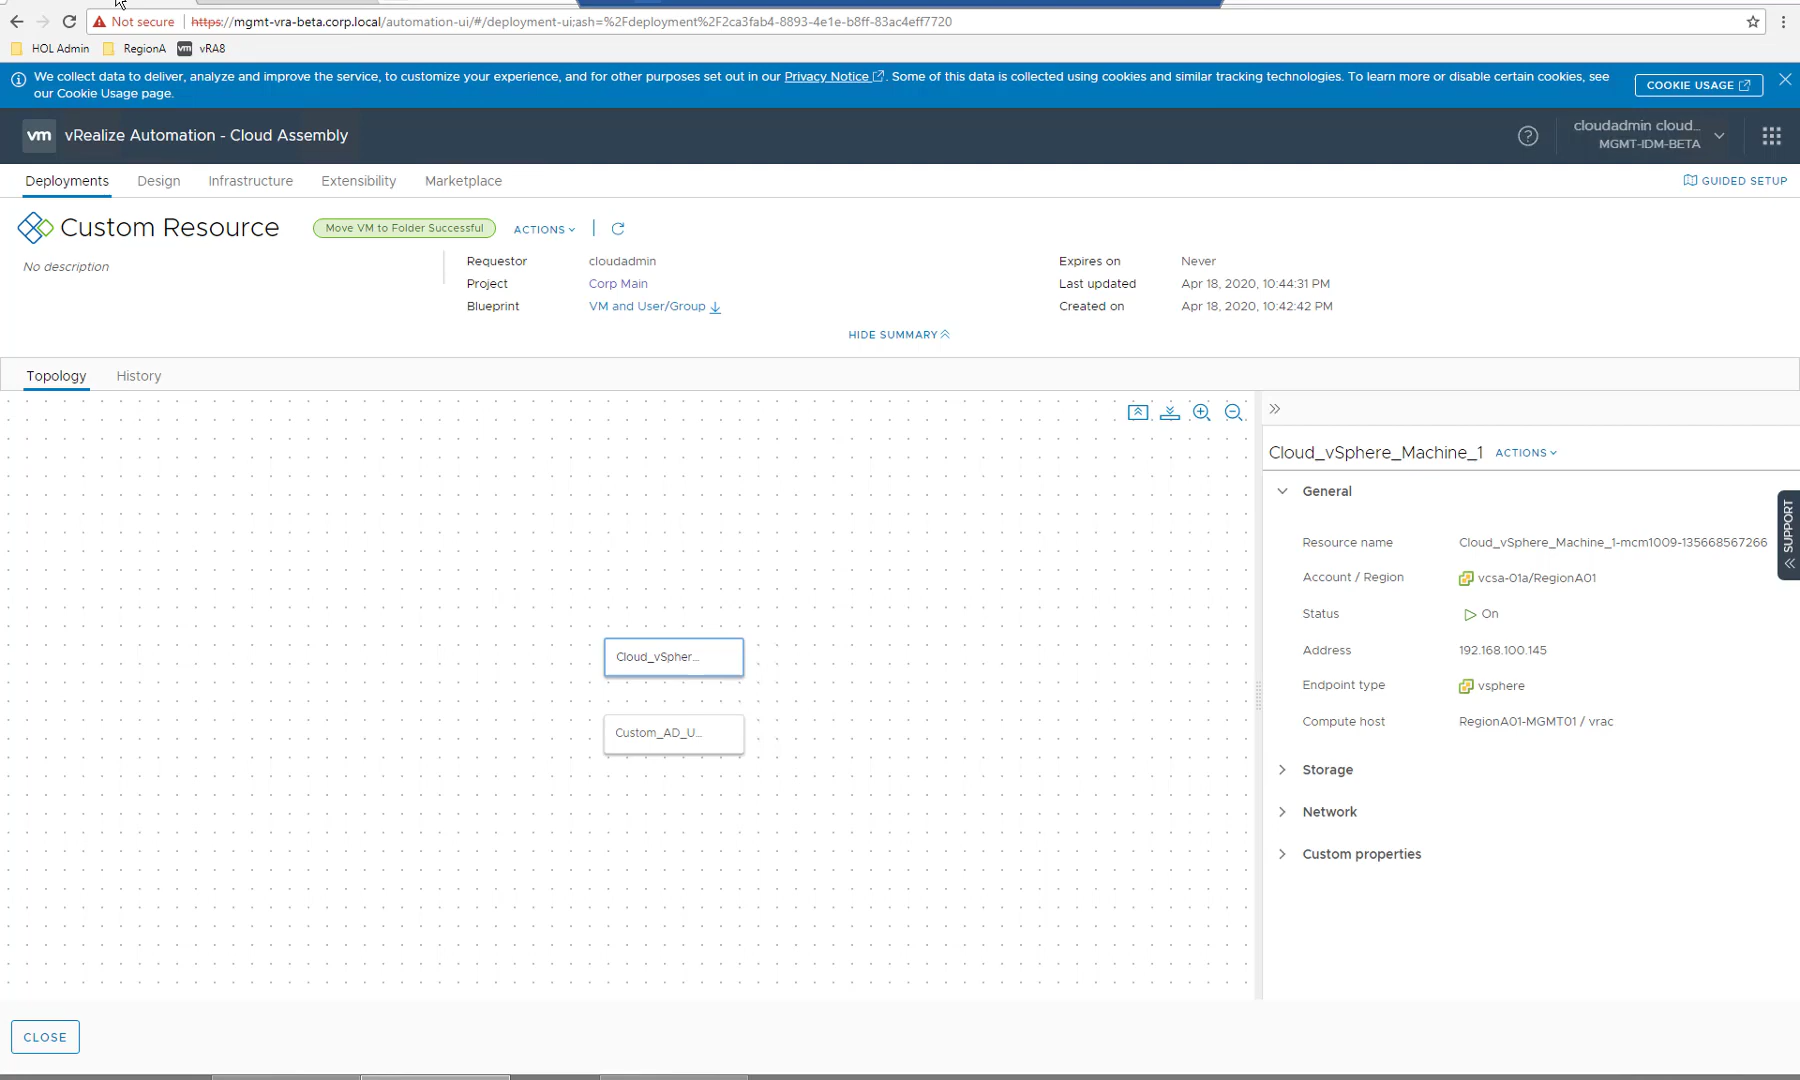 Not secure https://mgmt-vra-beta.corp.local/automation-ui/#/deployment-ui;ash=%2Fdeployment%2F2ca3fab4-8893-4e1e-b8ff-83ac4eff7720
HOL Admin RegionA vm vRA8
We collect data to deliver, analyze and improve the service, to customize your experience, and for other purposes set out in our Privacy Notice. Some of this data is collected using cookies and similar tracking technologies. To learn more or disable certain cookies, see
our Cookie Usage page.
COOKIE USAGE
vm vRealize Automation - Cloud Assembly
cloudadmin cloud...
MGMT-IDM-BETA
Deployments Design Infrastructure Extensibility Marketplace GUIDED SETUP
Custom Resource Move VM to Folder Successful ACTIONS
No description
Requestor cloudadmin Expires on Never
Project Corp Main Last updated Apr 18, 2020, 10:44:31 PM
Blueprint VM and User/Group Created on Apr 18, 2020, 10:42:42 PM
HIDE SUMMARY
Topology History
Cloud_vSphere_Machine_1 ACTIONS
General
Resource name Cloud_vSphere_Machine_1-mcm1009-135668567266
Account / Region vcsa-01a/RegionA01
Status On
Address 192.168.100.145
Endpoint type vsphere
Compute host RegionA01-MGMT01 / vrac
Storage
Network
Custom properties
SUPPORT
Cloud_vSpher...
Custom_AD_U...
CLOSE